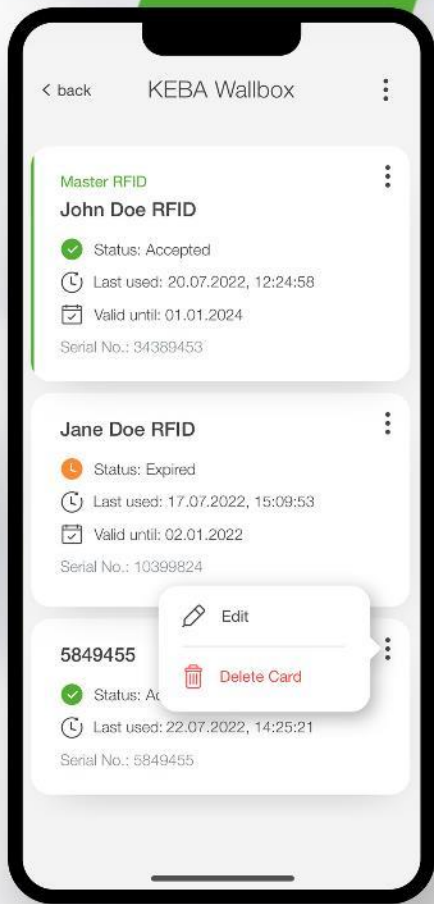 < back KEBA Wallbox
Master RFID
John Doe RFID
Status: Accepted
Last used: 20.07.2022, 12:24:58
Valid until: 01.01.2024
Serial No.: 34389453
Jane Doe RFID
Status: Expired
Last used: 17.07.2022, 15:09:53
Valid until: 02.01.2022
Serial No.: 10399824
Edit
Delete Card
5849455
Status: Ac
Last used: 22.07.2022, 14:25:21
Serial No.: 5849455